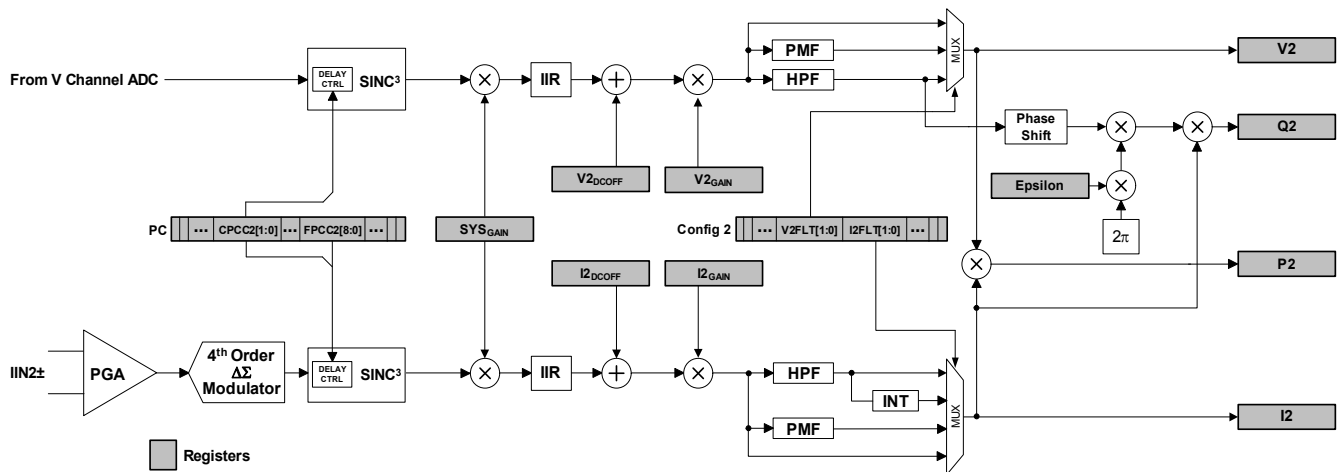 PMF
MUX
V2
From V Channel ADC
DELAY
CTRL
SINC³
IIR
HPF
Phase
Shift
Q2
V2DCOFF
V2GAIN
Epsilon
PC
... CPCC2[1:0] ... FPCC2[8:0] ...
SYSGAIN
Config 2
... V2FLT[1:0] I2FLT[1:0] ...
2π
P2
I2DCOFF
I2GAIN
IIN2±
PGA
4th Order
ΔΣ
Modulator
DELAY
CTRL
SINC³
IIR
HPF
INT
PMF
MUX
I2
Registers